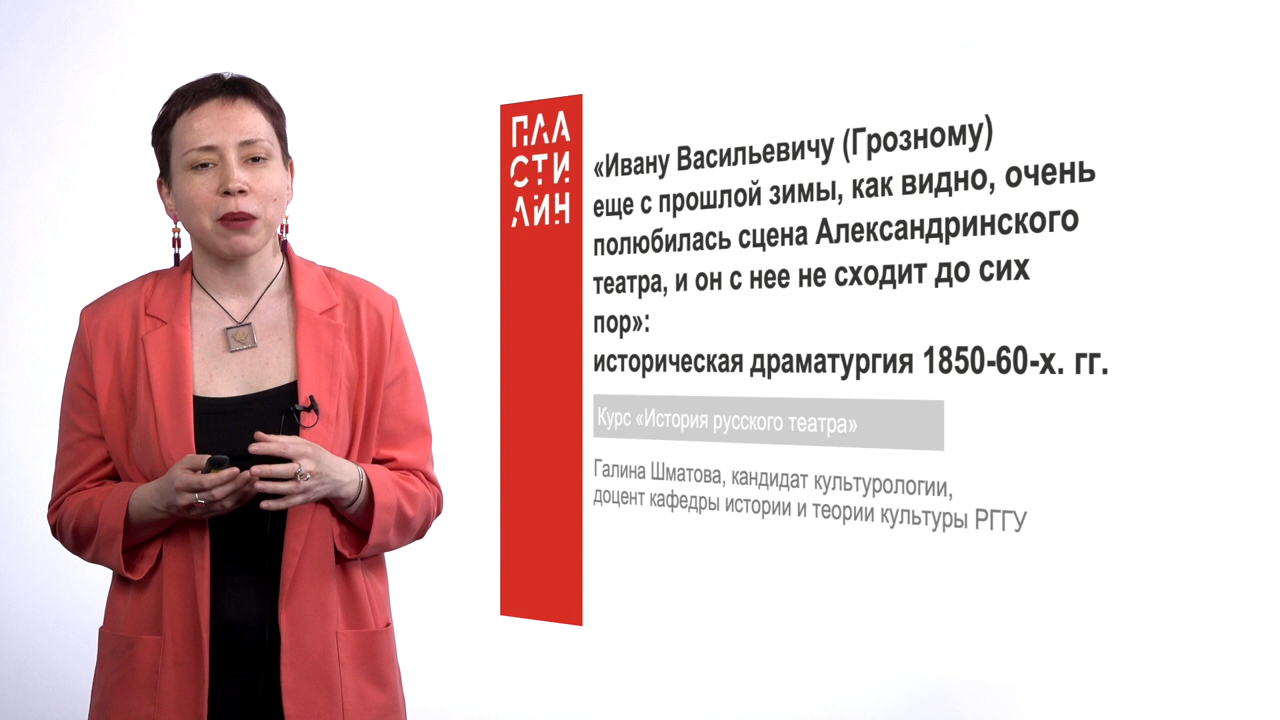 ПЛА
СТИ
ЛИН
«Ивану Васильевичу (Грозному)
еще с прошлой зимы, как видно, очень
полюбилась сцена Александринского
театра, и он с нее не сходит до сих
пор»:
историческая драматургия 1850-60-х. гг.
Курс «История русского театра»
Галина Шматова, кандидат культурологии,
доцент кафедры истории и теории культуры РГГУ